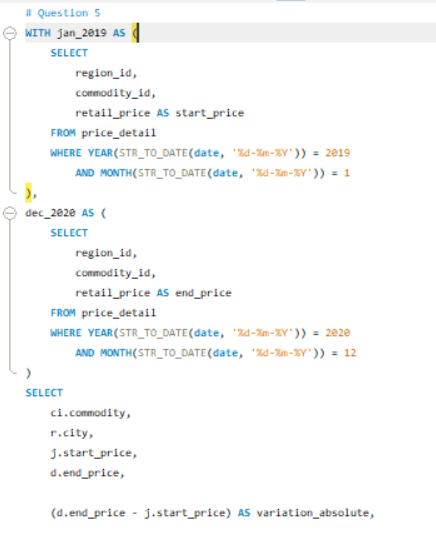 # Question 5
WITH jan_2019 AS (
SELECT
region_id,
commodity_id,
retail_price AS start_price
FROM price_detail
WHERE YEAR(STR_TO_DATE(date, '%d-%m-%Y')) = 2019
AND MONTH(STR_TO_DATE(date, '%d-%m-%Y')) = 1
),
dec_2020 AS (
SELECT
region_id,
commodity_id,
retail_price AS end_price
FROM price_detail
WHERE YEAR(STR_TO_DATE(date, '%d-%m-%Y')) = 2020
AND MONTH(STR_TO_DATE(date, '%d-%m-%Y')) = 12
)
SELECT
ci.commodity,
r.city,
j.start_price,
d.end_price,
(d.end_price - j.start_price) AS variation_absolute,